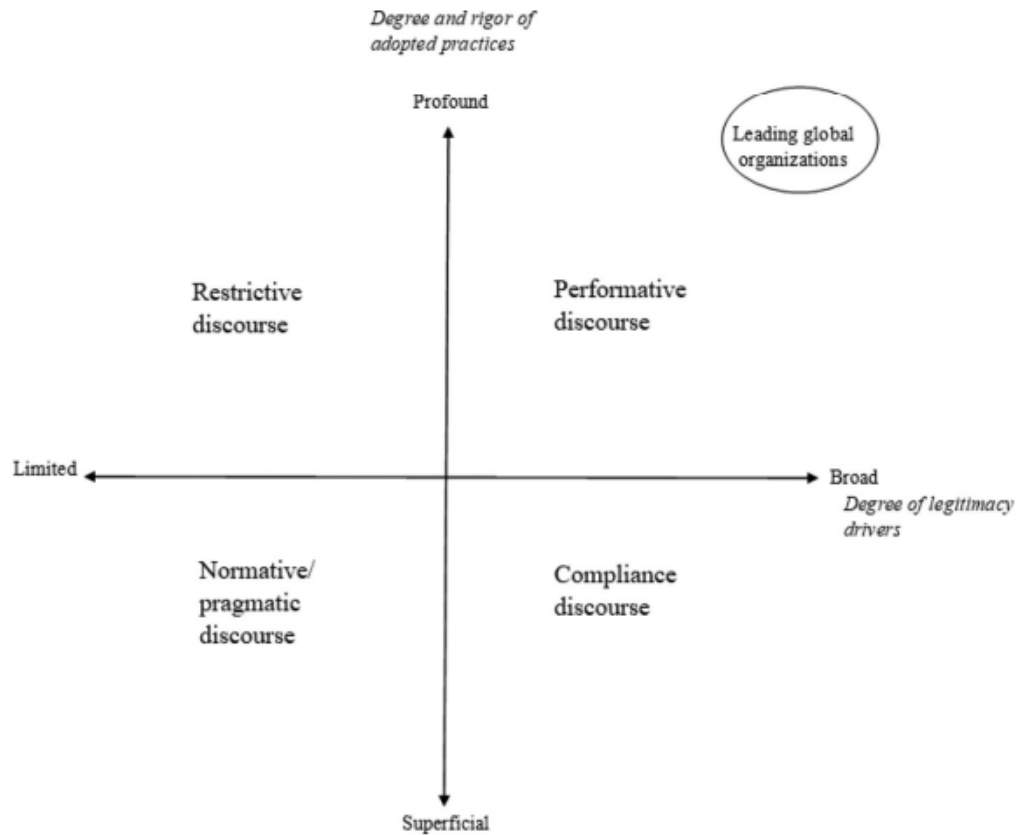 Degree and rigor of
adopted practices
Profound
Leading global
organizations
Restrictive
discourse
Performative
discourse
Limited
Broad
Degree of legitimacy
drivers
Normative/
pragmatic
discourse
Compliance
discourse
Superficial